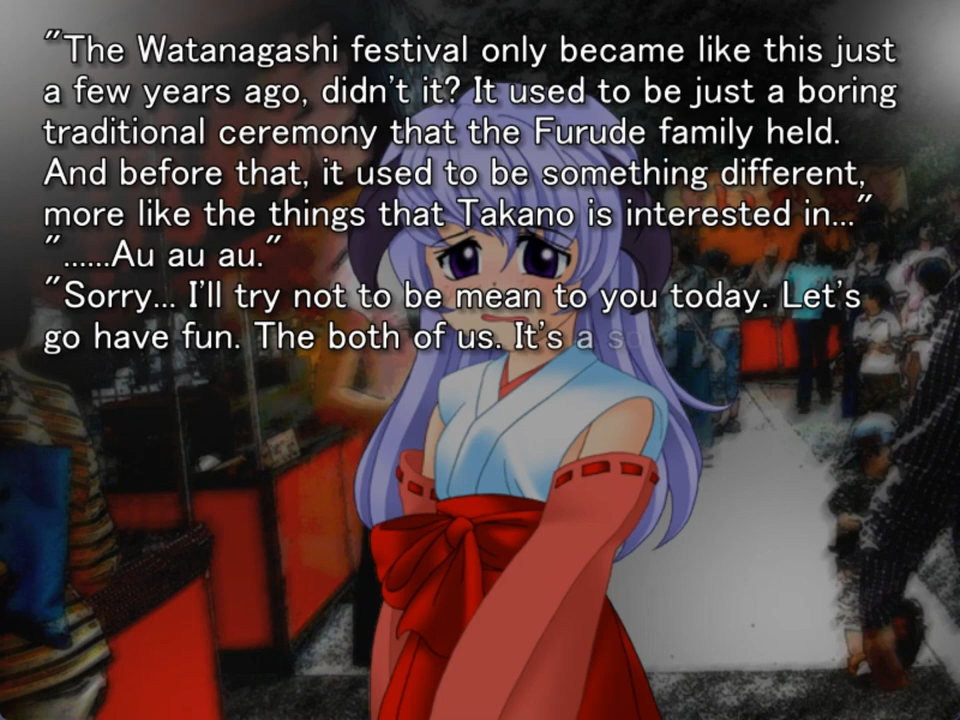 "The Watanagashi festival only became like this just
a few years ago, didn't it? It used to be just a boring
traditional ceremony that the Furude family held.
And before that, it used to be something different,
more like the things that Takano is interested in..."
"......Au au au."
"Sorry... I'll try not to be mean to you today. Let's
go have fun. The both of us. It's a so